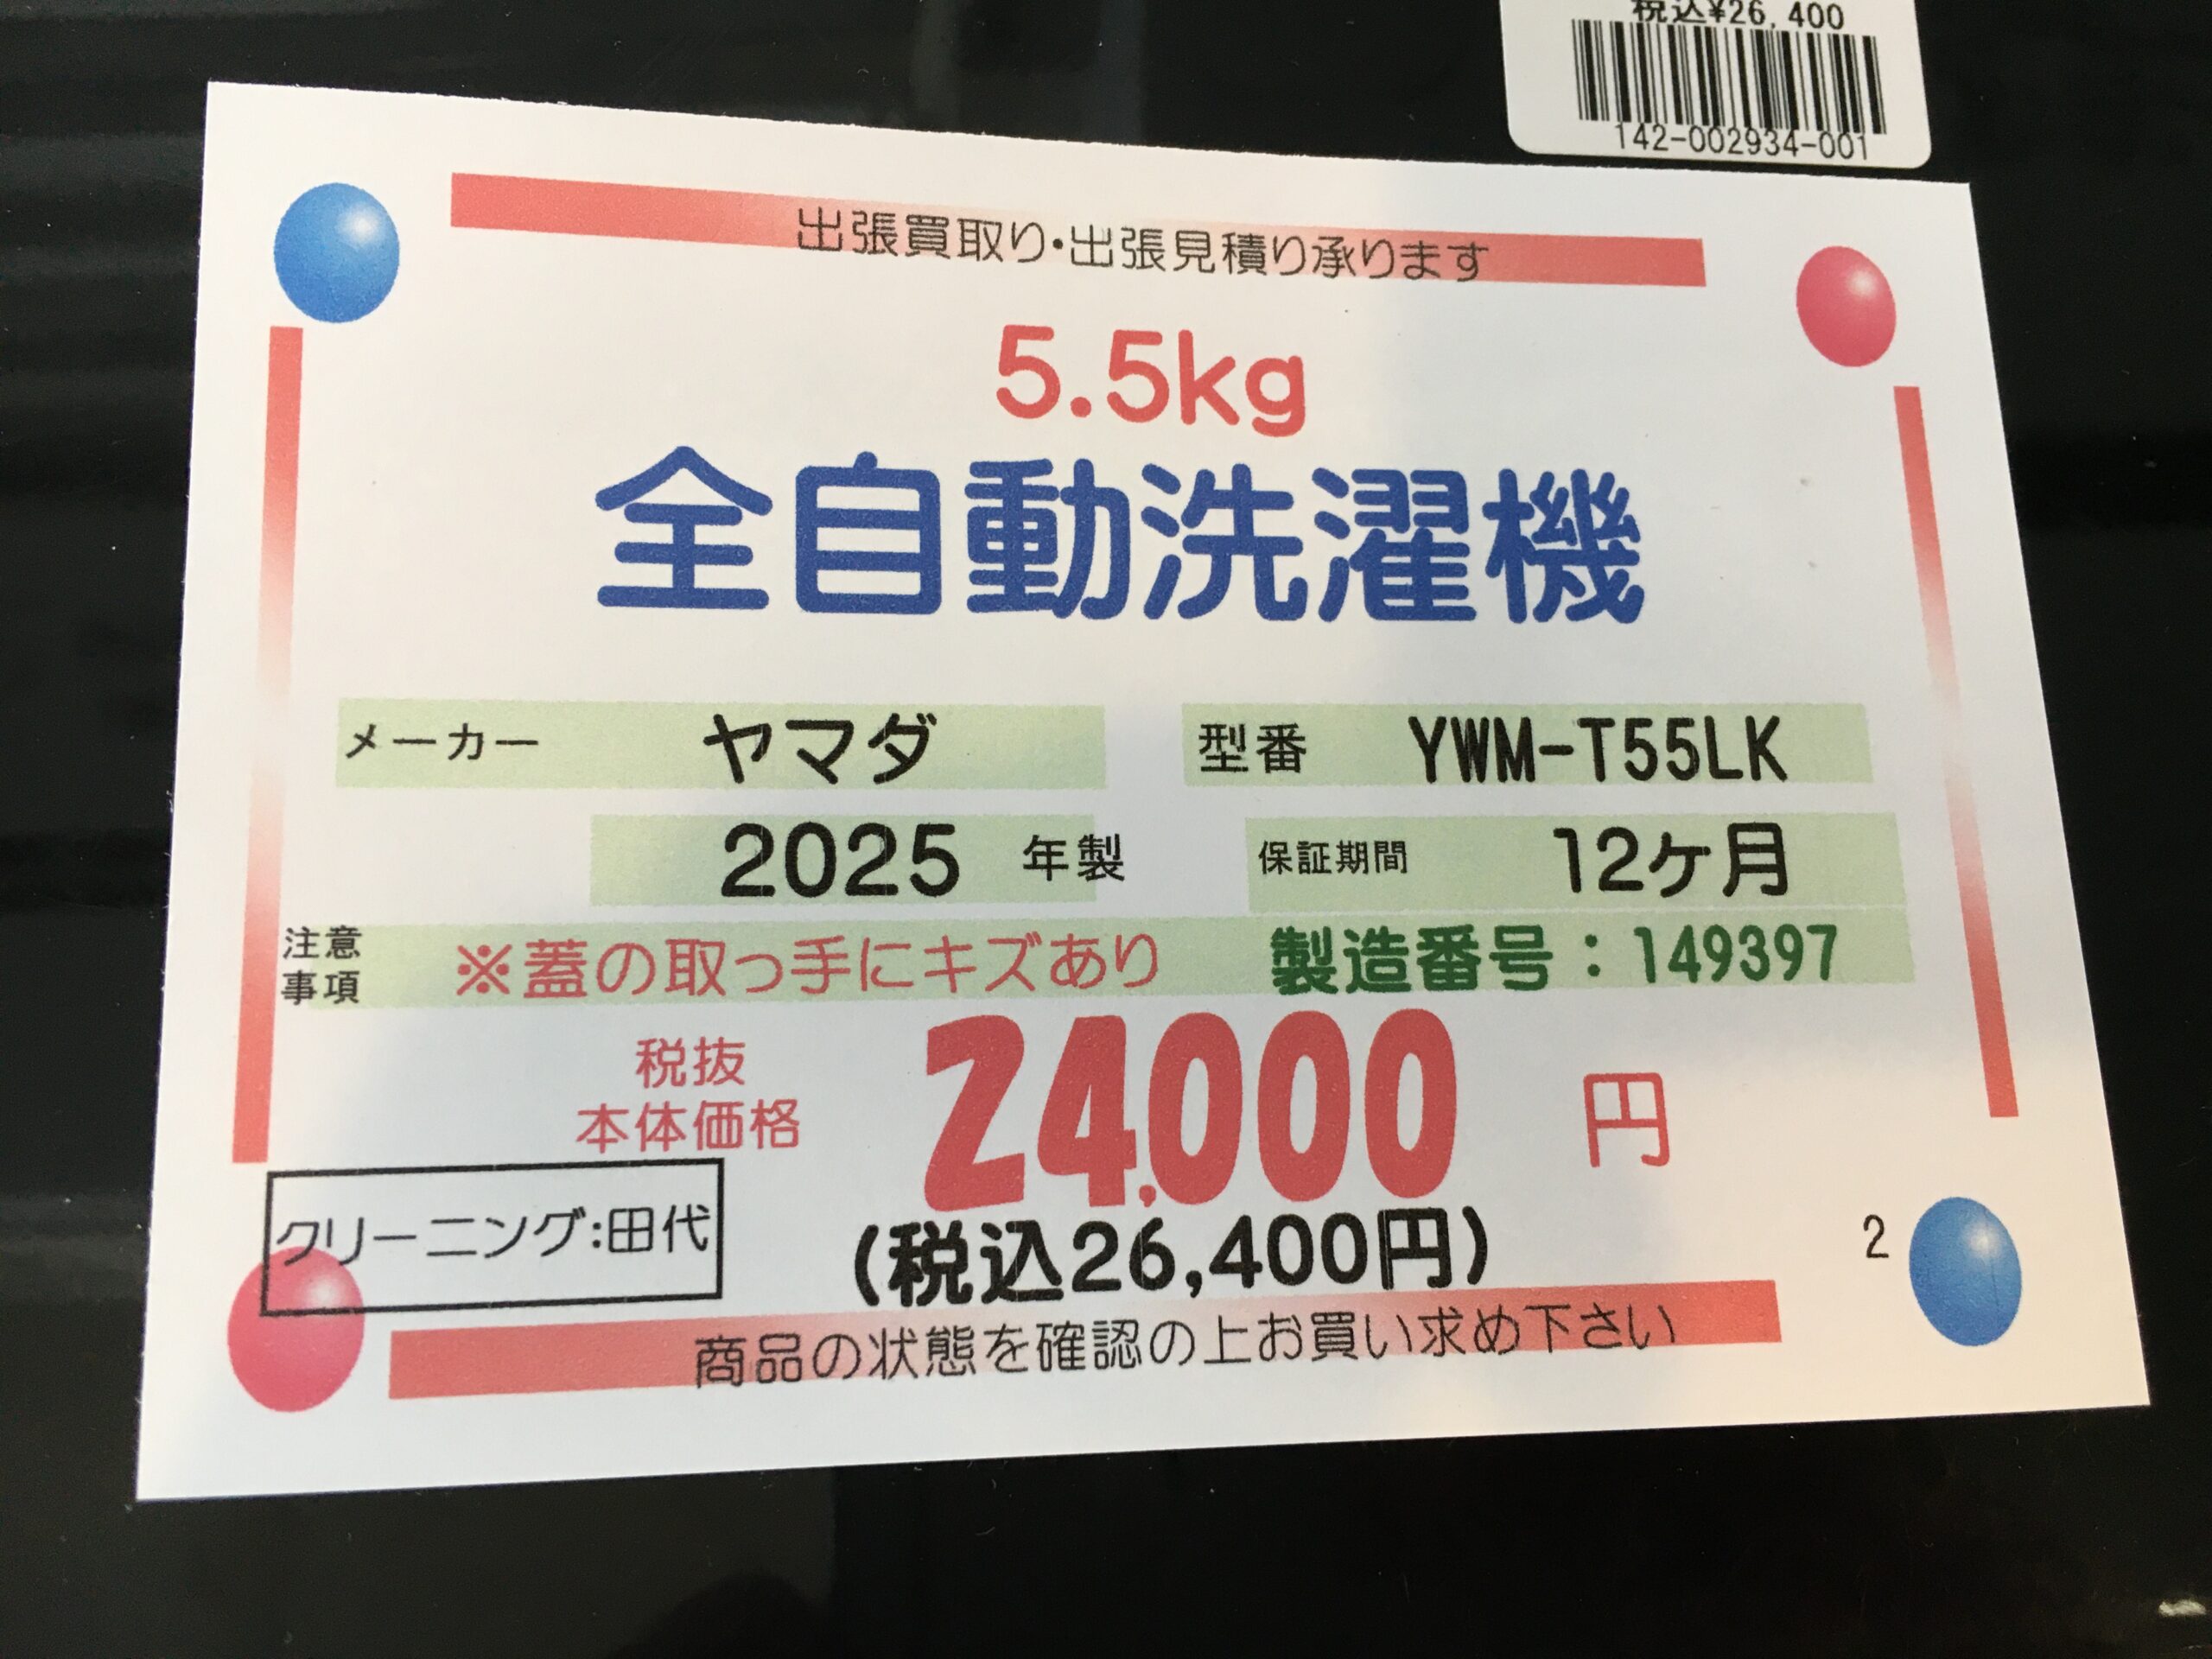 税込¥26,400
142-002934-001
出張買取り・出張見積り承ります
5.5kg
全自動洗濯機
メーカー ヤマダ 型番 YWM-T55LK
2025 年製 保証期間 12ヶ月
注意事項 ※蓋の取っ手にキズあり 製造番号：149397
税抜
本体価格 24,000 円
クリーニング:田代
(税込26,400円)
2
商品の状態を確認の上お買い求め下さい